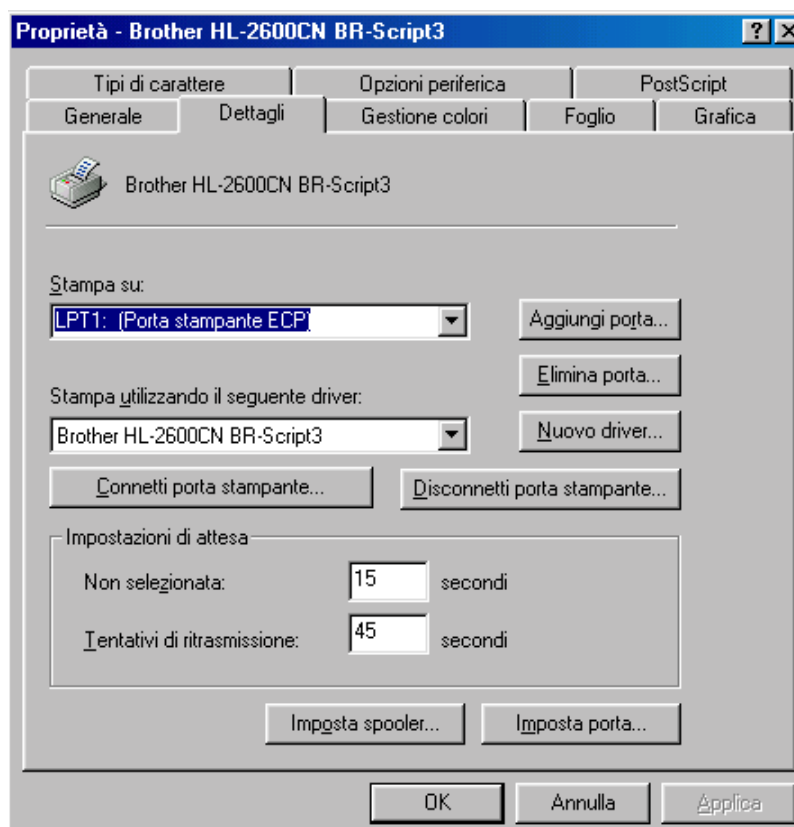 Proprietà - Brother HL-2600CN BR-Script3
Tipi di carattere Opzioni periferica PostScript
Generale Dettagli Gestione colori Foglio Grafica
Brother HL-2600CN BR-Script3
Stampa su:
LPT1: (Porta stampante ECP) Aggiungi porta...
Elimina porta...
Stampa utilizzando il seguente driver:
Brother HL-2600CN BR-Script3 Nuovo driver...
Connetti porta stampante... Disconnetti porta stampante...
Impostazioni di attesa
Non selezionata: 15 secondi
Tentativi di ritrasmissione: 45 secondi
Imposta spooler... Imposta porta...
OK Annulla Applica